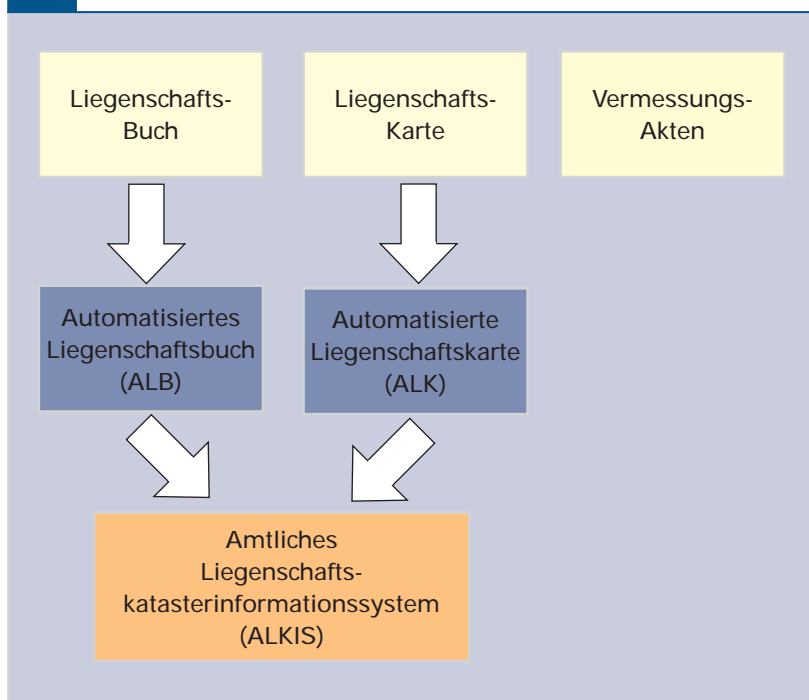 Liegenschafts-
Buch
Liegenschafts-
Karte
Vermessungs-
Akten
Automatisiertes
Liegenschaftsbuch
(ALB)
Automatisierte
Liegenschaftskarte
(ALK)
Amtliches
Liegenschafts-
katasterinformationssystem
(ALKIS)